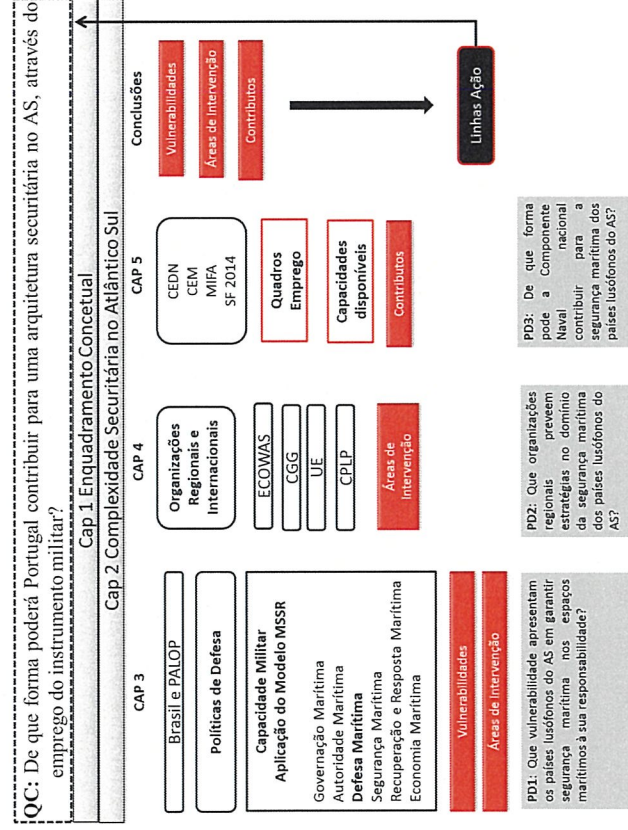 QC: De que forma poderá Portugal contribuir para uma arquitetura securitária no AS, através do
emprego do instrumento militar?
Cap 1 Enquadramento Concetual
Cap 2 Complexidade Securitária no Atlântico Sul
CAP 3
Brasil e PALOP
Políticas de Defesa
Capacidade Militar
Aplicação do Modelo MSSR
Governação Marítima
Autoridade Marítima
Defesa Marítima
Segurança Marítima
Recuperação e Resposta Marítima
Economia Marítima
Vulnerabilidades
Áreas de Intervenção
PD1: Que vulnerabilidade apresentam
os países lusófonos do AS em garantir
segurança marítima nos espaços
marítimos à sua responsabilidade?
CAP 4
Organizações
Regionais e
Internacionais
ECOWAS
CGG
UE
CPLP
Áreas de
Intervenção
PD2: Que organizações
regionais preveem
estratégias no domínio
da segurança marítima
dos países lusófonos do
AS?
CAP 5
CEDN
CEM
MIFA
SF 2014
Quadros
Emprego
Capacidades
disponíveis
Contributos
PD3: De que forma
pode a Componente
Naval nacional
contribuir para a
segurança marítima dos
países lusófonos do AS?
Conclusões
Vulnerabilidades
Áreas de Intervenção
Contributos
Linhas Ação